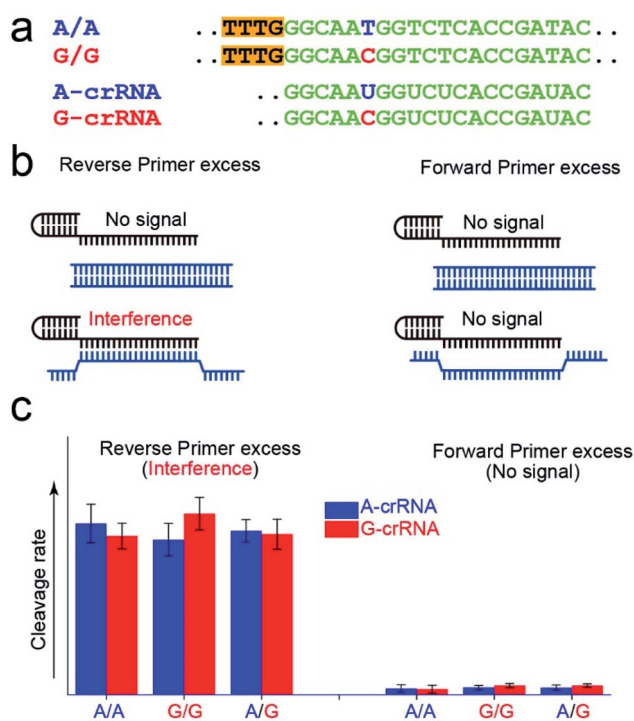 a
A/A ..TTTGGGCAATGGTCTCACCGATAC..
G/G ..TTTGGGCAACGGTCTCACCGATAC..
A-crRNA ..GGCAAUGGUCUCACCGAUAC
G-crRNA ..GGCAACGGUCUCACCGAUAC
b
Reverse Primer excess
No signal
Interference
Forward Primer excess
No signal
No signal
c
Reverse Primer excess
(Interference)
Forward Primer excess
(No signal)
A-crRNA
G-crRNA
Cleavage rate
A/A G/G A/G A/A G/G A/G